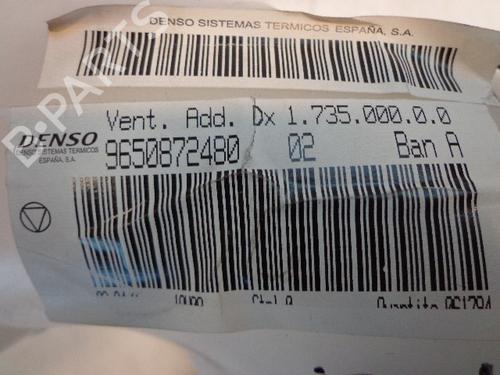 DENSO SISTEMAS TERMICOS ESPAÑA, S.A.
B-PARTS
Vent. Add. Dx 1.735.000.0.0
DENSO
DENSO SISTEMAS TERMICOS
ESPAÑA, S.A.
9650872480 02 Ban A